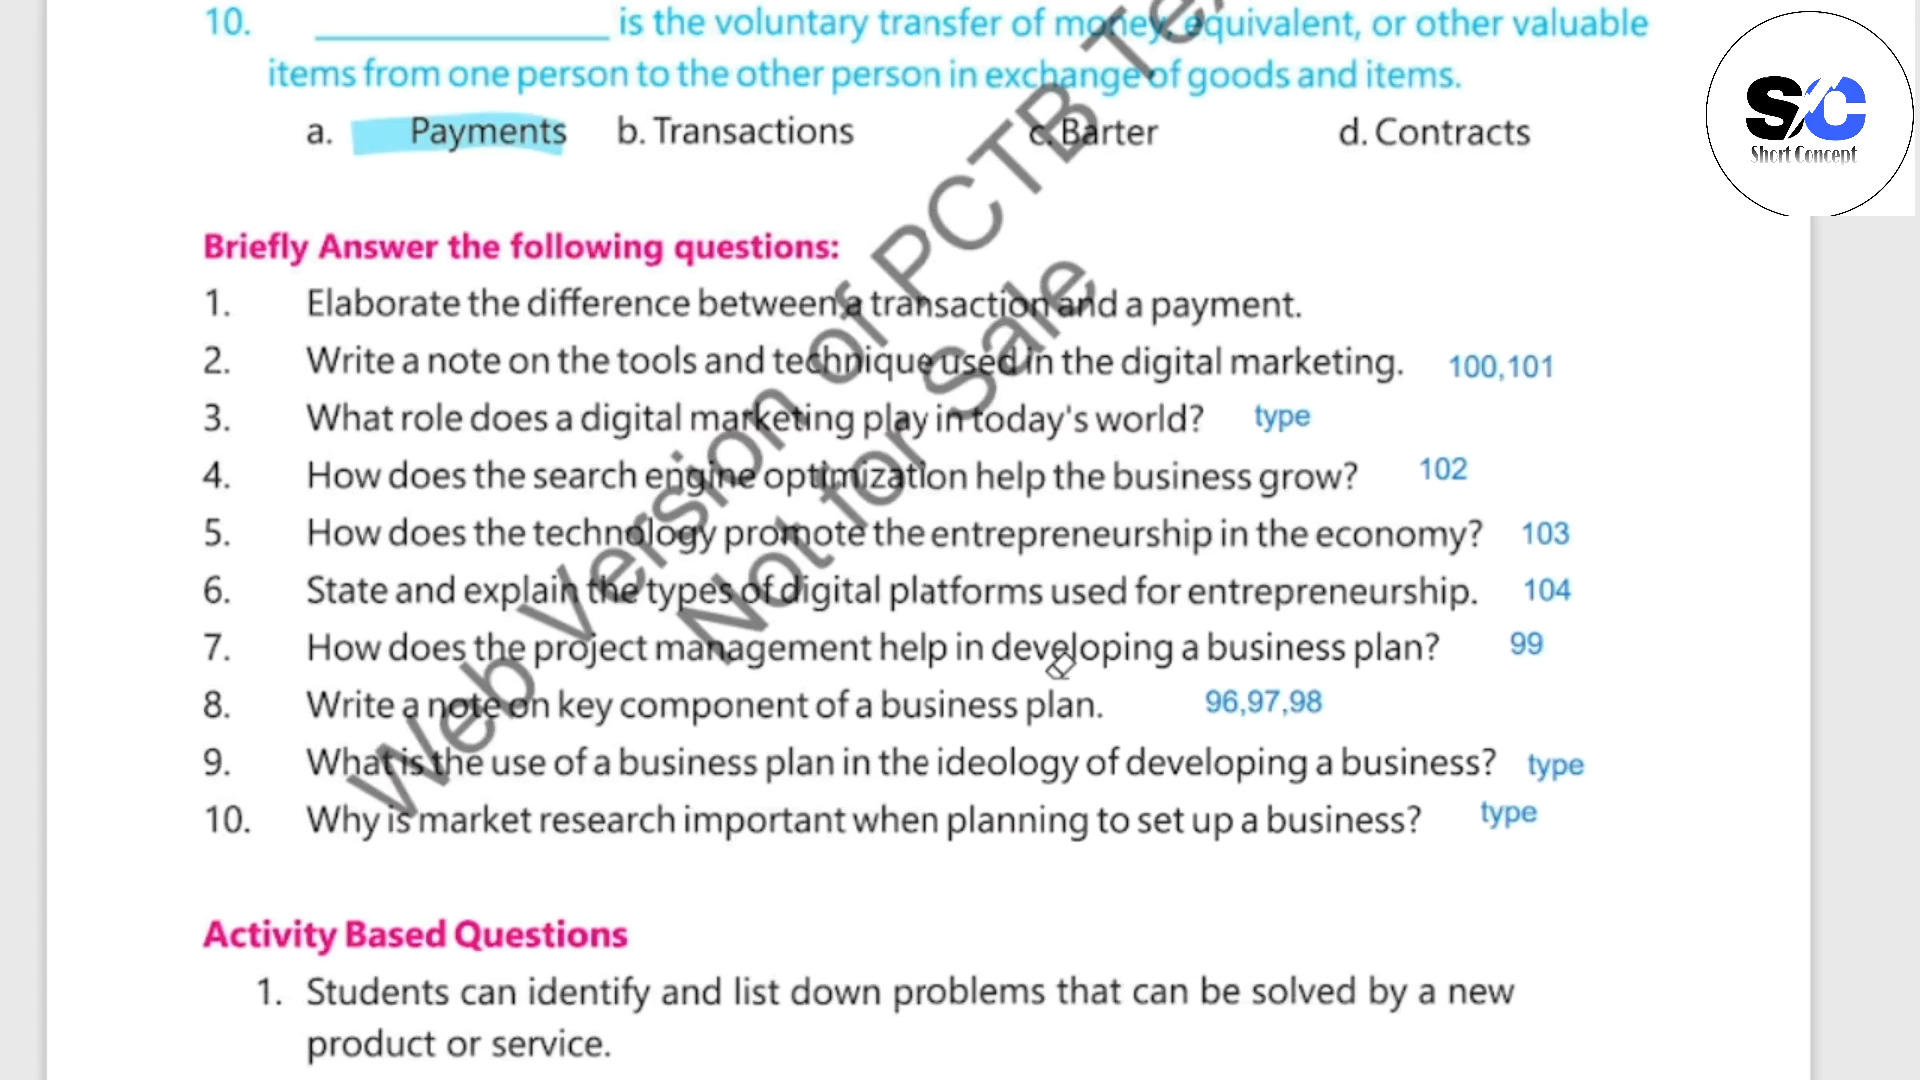 10. ______________ is the voluntary transfer of money, equivalent, or other valuable
items from one person to the other person in exchange of goods and items.
a. Payments b. Transactions c. Barter d. Contracts
SC
Short Concept
Briefly Answer the following questions:
1. Elaborate the difference between a transaction and a payment.
2. Write a note on the tools and technique used in the digital marketing. 100,101
3. What role does a digital marketing play in today's world? type
4. How does the search engine optimization help the business grow? 102
5. How does the technology promote the entrepreneurship in the economy? 103
6. State and explain the types of digital platforms used for entrepreneurship. 104
7. How does the project management help in developing a business plan? 99
8. Write a note on key component of a business plan. 96,97,98
9. What is the use of a business plan in the ideology of developing a business? type
10. Why is market research important when planning to set up a business? type
Web Version of PCTB Te
Not for Sale
Activity Based Questions
1. Students can identify and list down problems that can be solved by a new
product or service.